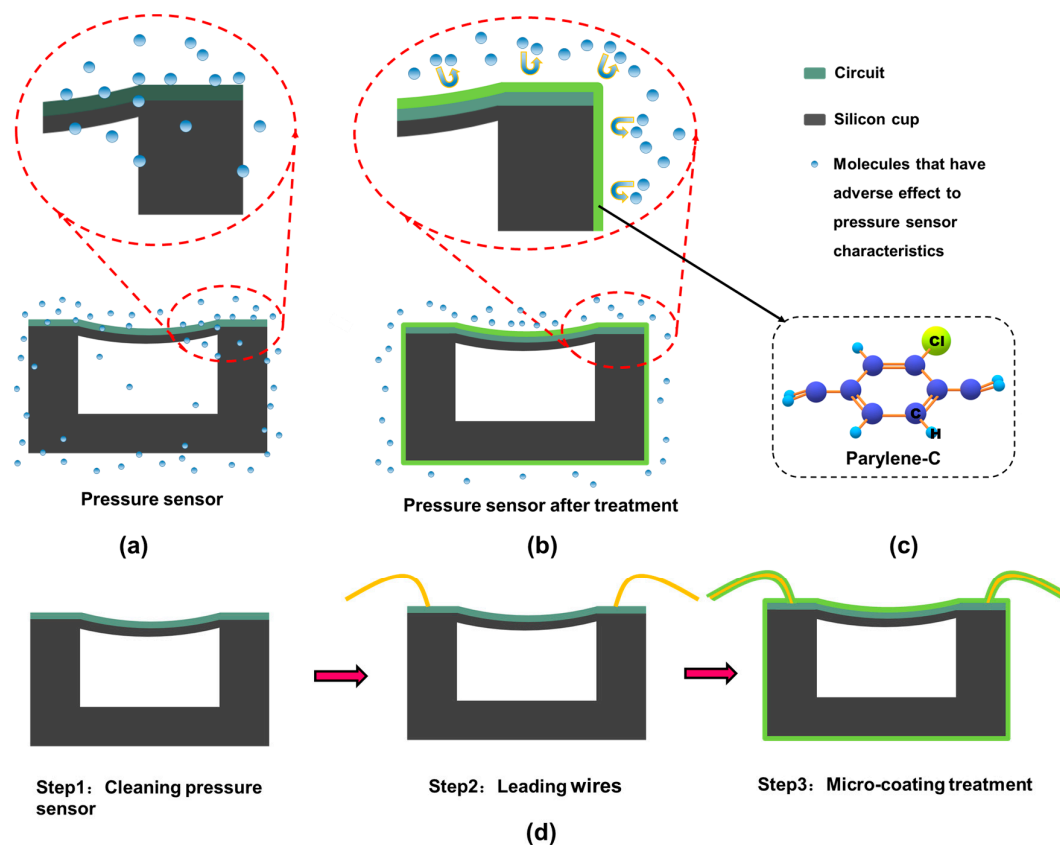 Circuit
Silicon cup
Molecules that have
adverse effect to
pressure sensor
characteristics
Cl
C
H
Parylene-C
Pressure sensor
Pressure sensor after treatment
(a)
(b)
(c)
Step1：Cleaning pressure
sensor
Step2：Leading wires
Step3：Micro-coating treatment
(d)